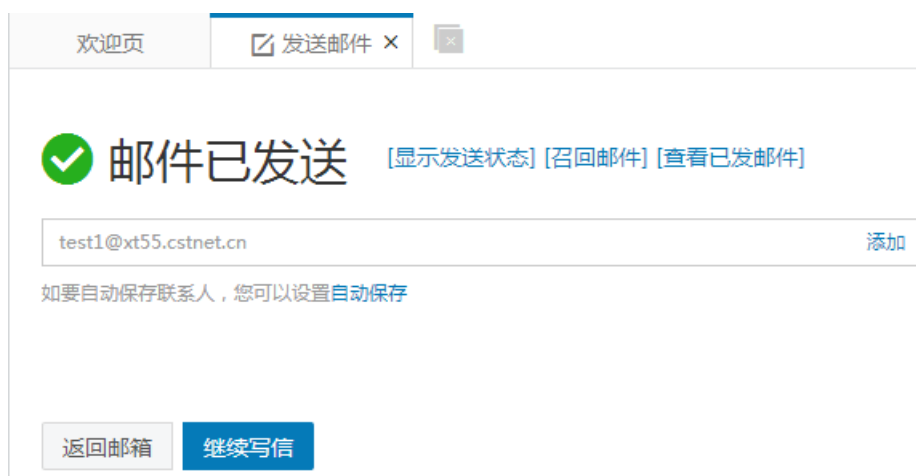 欢迎页 发送邮件
邮件已发送 [显示发送状态] [召回邮件] [查看已发邮件]
test1@xt55.cstnet.cn 添加
如要自动保存联系人，您可以设置自动保存
返回邮箱 继续写信